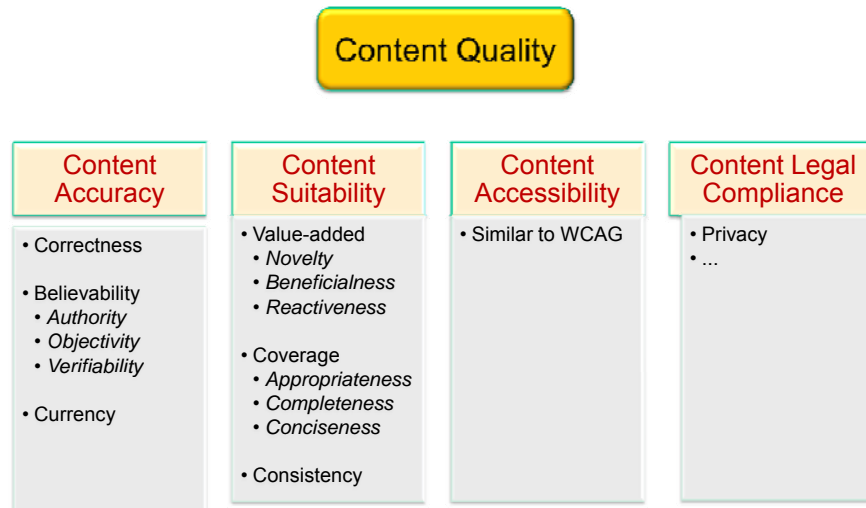 Content Quality
Content
Accuracy
• Correctness
• Believability
• Authority
• Objectivity
• Verifiability
• Currency
Content
Suitability
• Value-added
• Novelty
• Beneficialness
• Reactiveness
• Coverage
• Appropriateness
• Completeness
• Conciseness
• Consistency
Content
Accessibility
• Similar to WCAG
Content Legal
Compliance
• Privacy
• ...